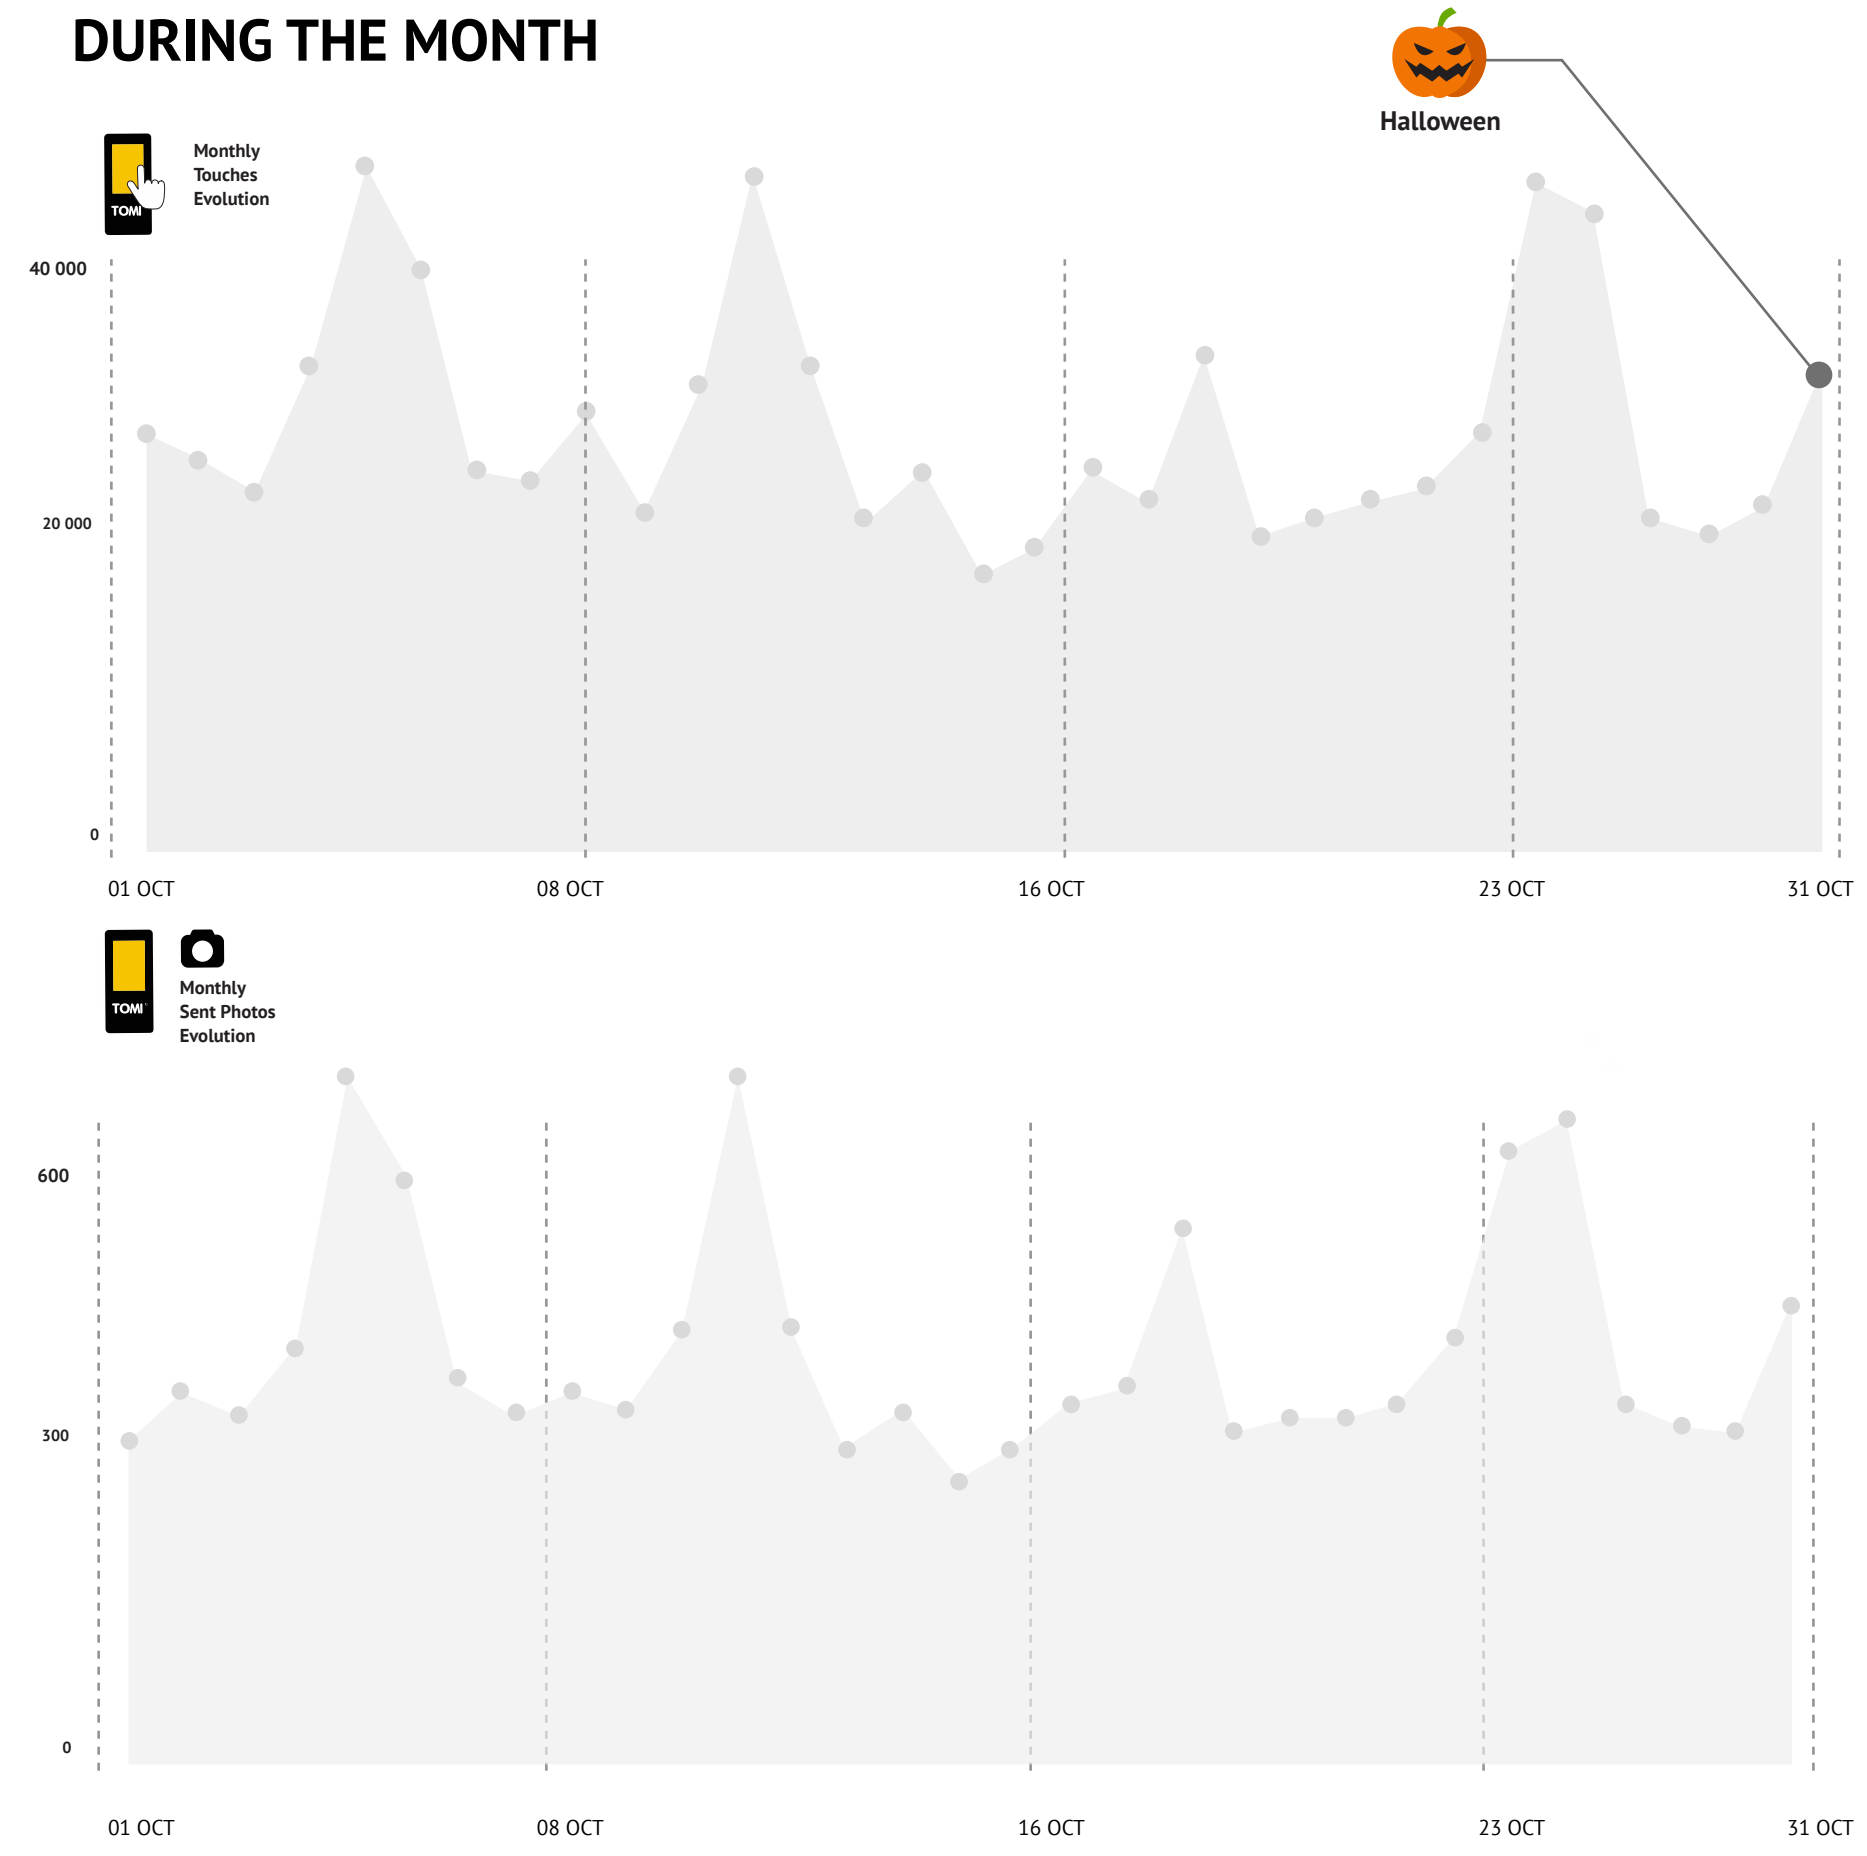 DURING THE MONTH
Halloween
Monthly
Touches
Evolution
TOMI
40 000
20 000
0
01 OCT
08 OCT
16 OCT
23 OCT
31 OCT
Monthly
Sent Photos
Evolution
TOMI
600
300
0
01 OCT
08 OCT
16 OCT
23 OCT
31 OCT